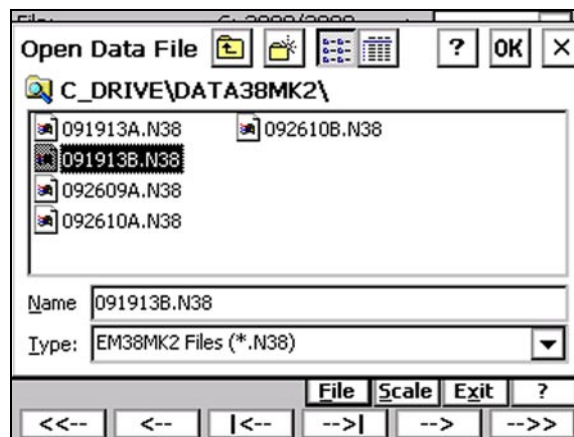 Open Data File ? OK ×
C_DRIVE\DATA38MK2\
091913A.N38 092610B.N38
091913B.N38
092609A.N38
092610A.N38
Name 091913B.N38
Type: EM38MK2 Files (*.N38)
File Scale Exit ?
<<-- <-- |<-- -->| --> -->>